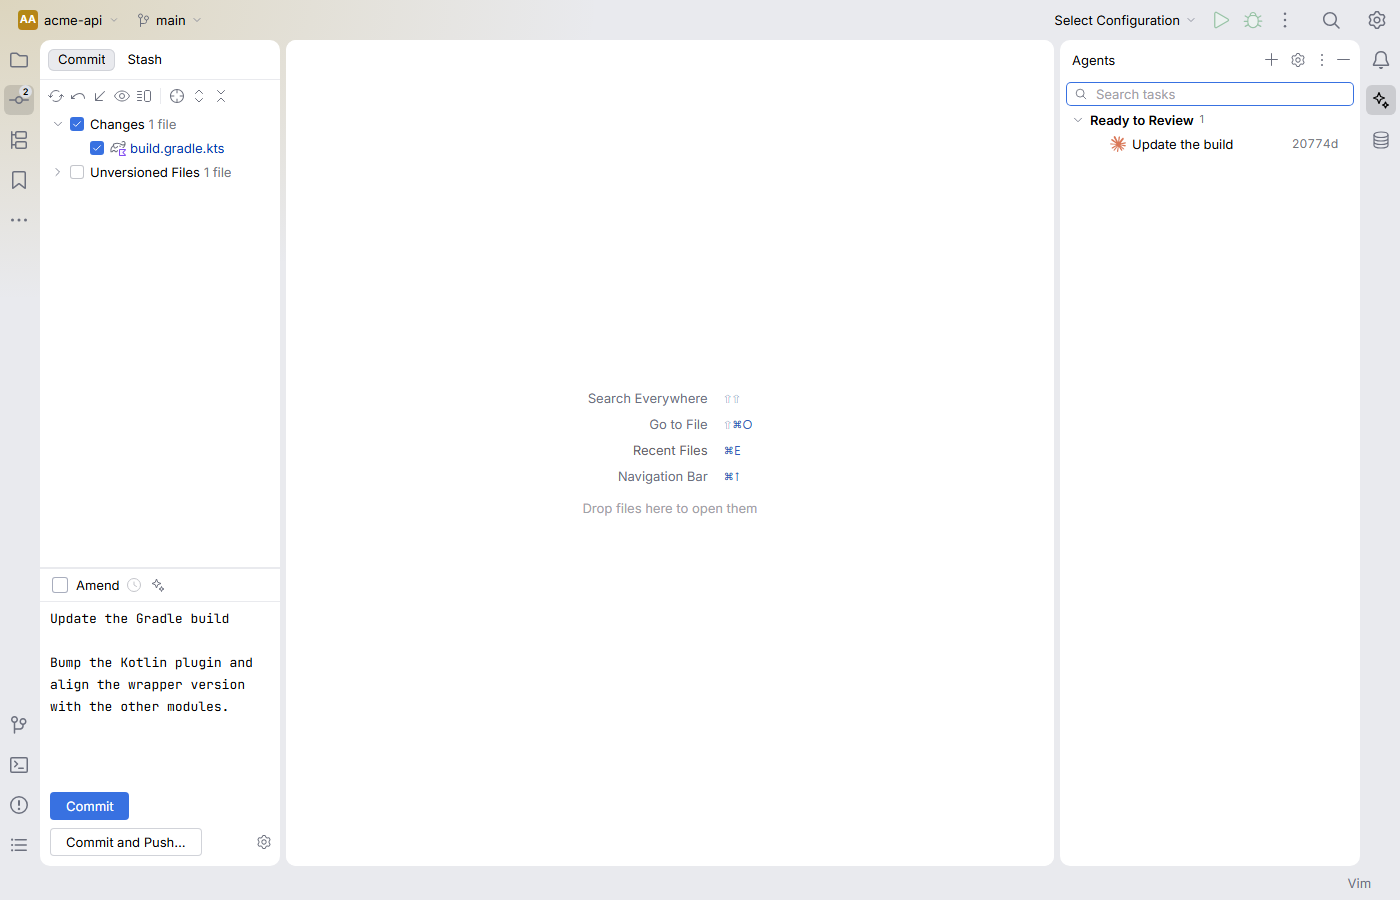 AA acme-api main Select Configuration
Commit Stash
2
Changes 1 file
build.gradle.kts
Unversioned Files 1 file
Amend
Update the Gradle build
Bump the Kotlin plugin and
align the wrapper version
with the other modules.
Commit
Commit and Push...
Search Everywhere ⇧⇧
Go to File ⇧⌘O
Recent Files ⌘E
Navigation Bar ⌘↑
Drop files here to open them
Agents
Search tasks
Ready to Review 1
Update the build 20774d
Vim